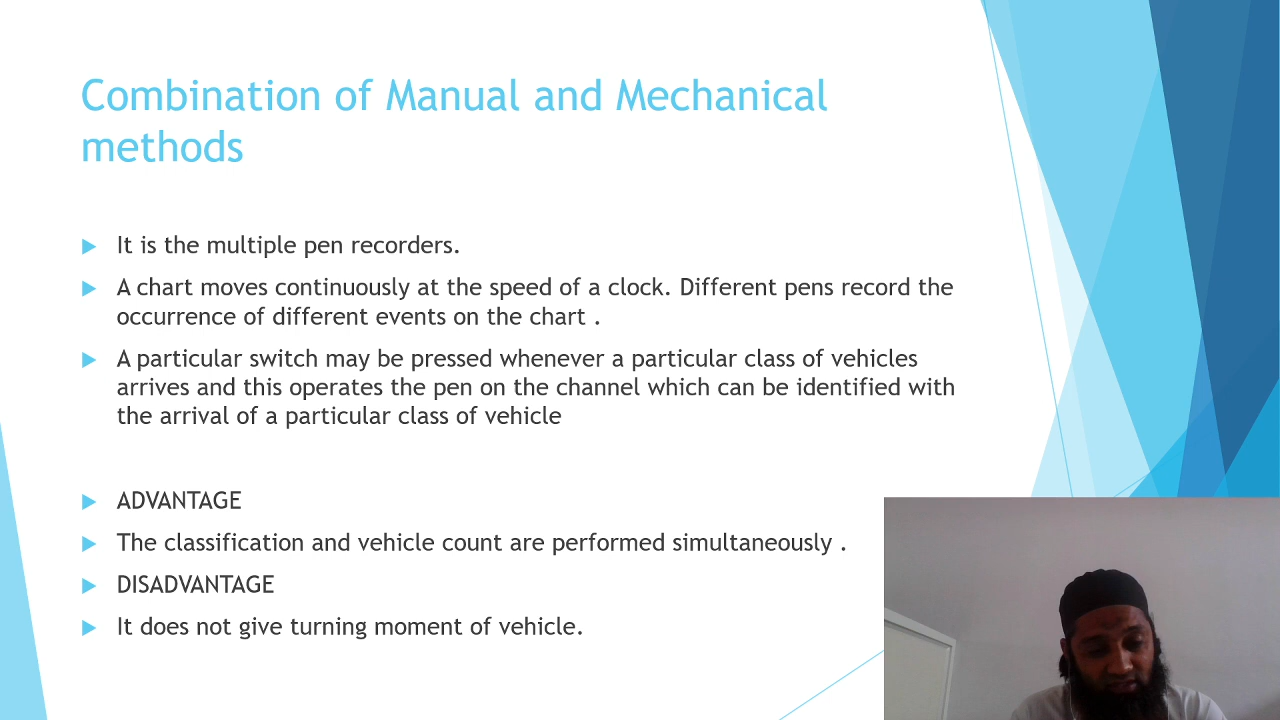 Combination of Manual and Mechanical
methods
It is the multiple pen recorders.
A chart moves continuously at the speed of a clock. Different pens record the
occurrence of different events on the chart .
A particular switch may be pressed whenever a particular class of vehicles
arrives and this operates the pen on the channel which can be identified with
the arrival of a particular class of vehicle
ADVANTAGE
The classification and vehicle count are performed simultaneously .
DISADVANTAGE
It does not give turning moment of vehicle.